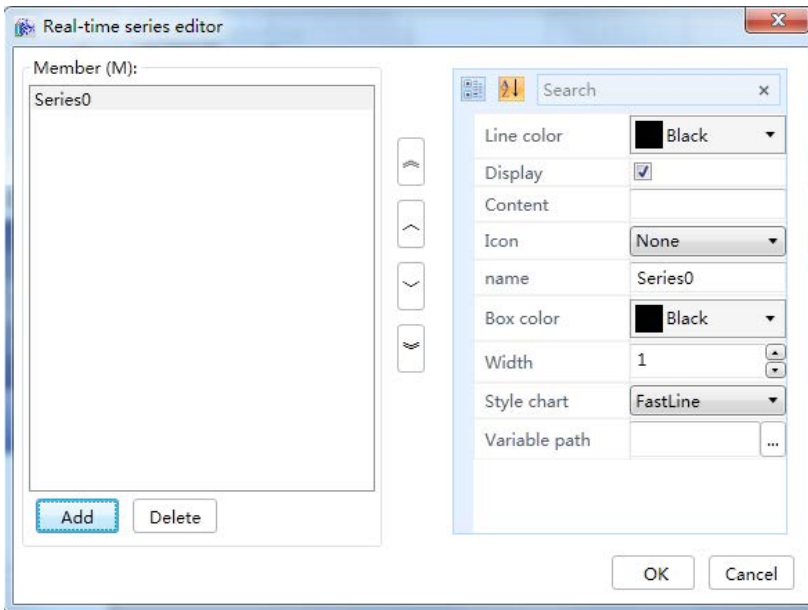 Real-time series editor
Member (M):
Series0
Add
Delete
Search
Line color Black
Display
Content
Icon None
name Series0
Box color Black
Width 1
Style chart FastLine
Variable path ...
OK
Cancel